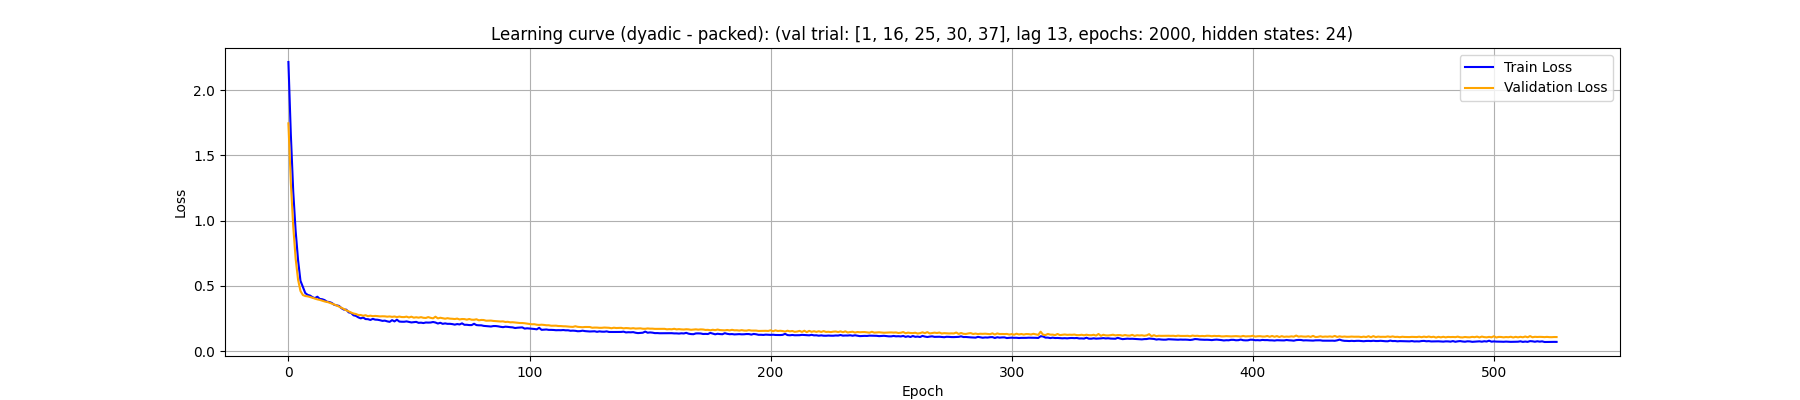 Learning curve (dyadic - packed): (val trial: [1, 16, 25, 30, 37], lag 13, epochs: 2000, hidden states: 24)
Train Loss
Validation Loss
2.0
1.5
1.0
0.5
0.0
Loss
0 100 200 300 400 500
Epoch